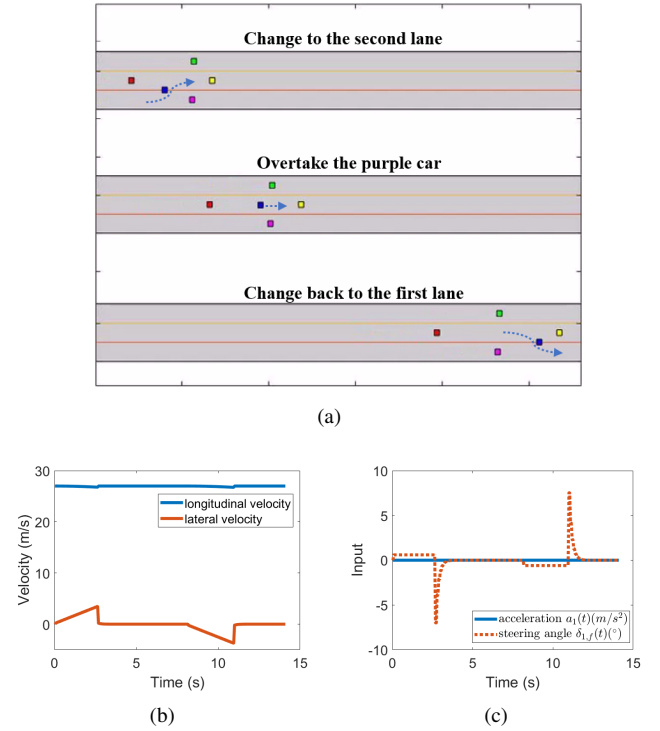 Change to the second lane
Overtake the purple car
Change back to the first lane
(a)
30
20
10
0
0
5
10
15
Velocity (m/s)
Time (s)
longitudinal velocity
lateral velocity
(b)
10
5
0
-5
-10
0
5
10
15
Input
Time (s)
acceleration a₁(t)(m/s²)
steering angle δ₁,f(t)(°)
(c)